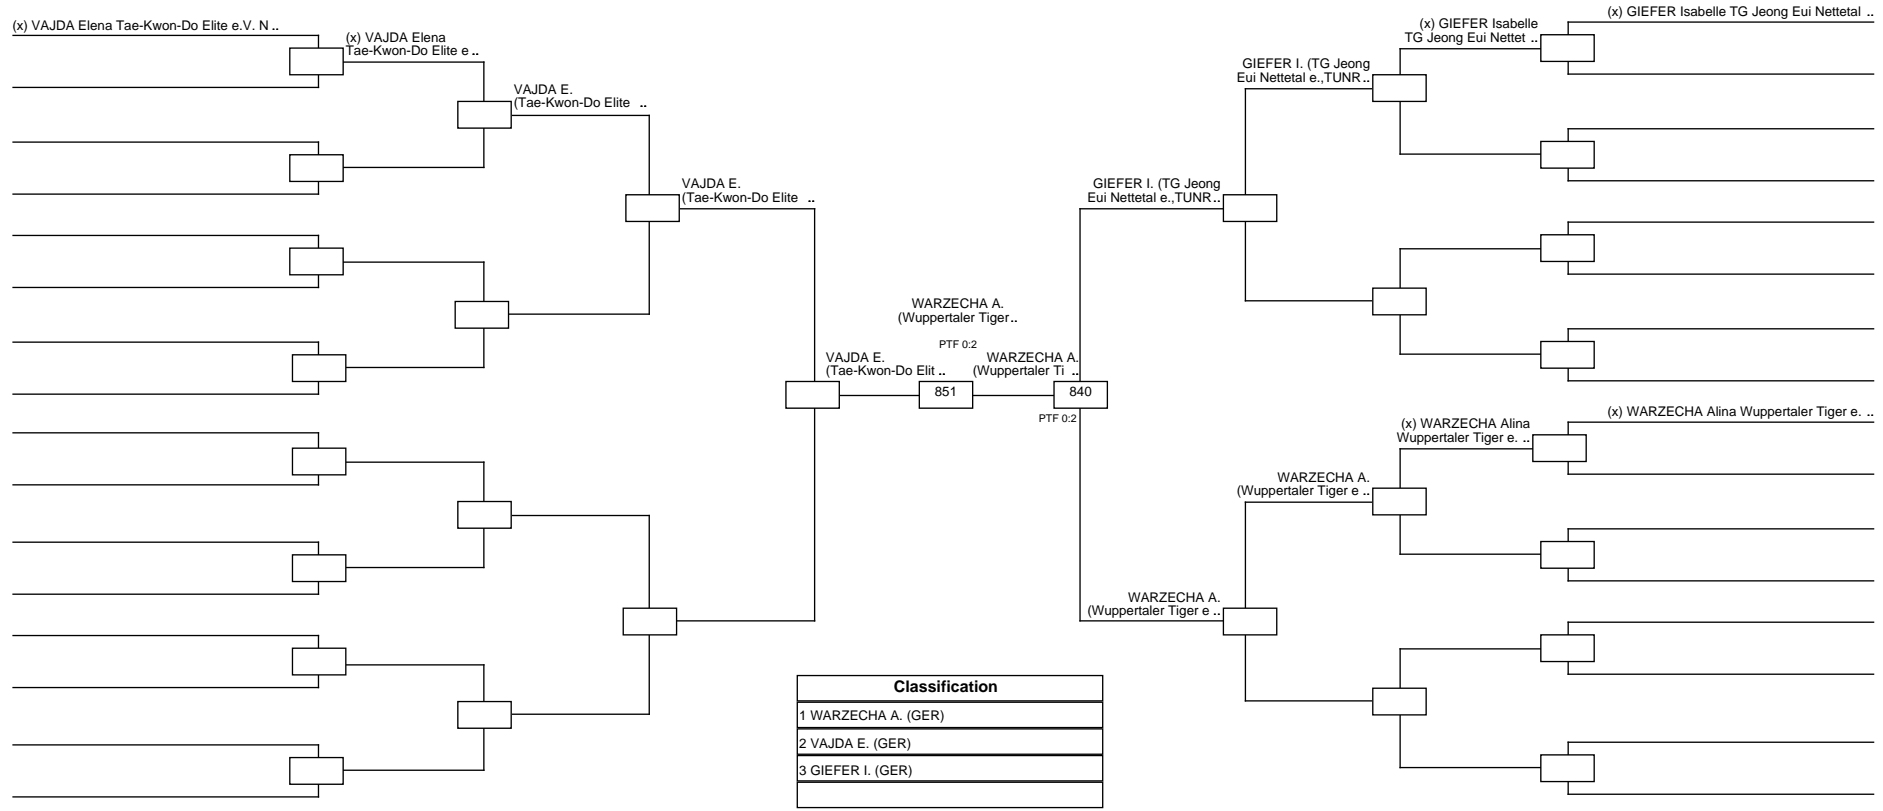 (x) VAJDA Elena Tae-Kwon-Do Elite e.V. N ..
(x) VAJDA Elena
Tae-Kwon-Do Elite e ..
VAJDA E.
(Tae-Kwon-Do Elite ..
VAJDA E.
(Tae-Kwon-Do Elite ..
VAJDA E.
(Tae-Kwon-Do Elit ..
WARZECHA A.
(Wuppertaler Tiger ..
PTF 0:2
851
WARZECHA A.
(Wuppertaler Ti ..
840
PTF 0:2
GIEFER I. (TG Jeong
Eui Nettetal e.,TUNR ..
GIEFER I. (TG Jeong
Eui Nettetal e.,TUNR ..
(x) GIEFER Isabelle
TG Jeong Eui Nettet ..
(x) GIEFER Isabelle TG Jeong Eui Nettetal ..
WARZECHA A.
(Wuppertaler Tiger e ..
WARZECHA A.
(Wuppertaler Tiger e ..
(x) WARZECHA Alina
Wuppertaler Tiger e. ..
(x) WARZECHA Alina Wuppertaler Tiger e. ..
Classification
1 WARZECHA A. (GER)
2 VAJDA E. (GER)
3 GIEFER I. (GER)